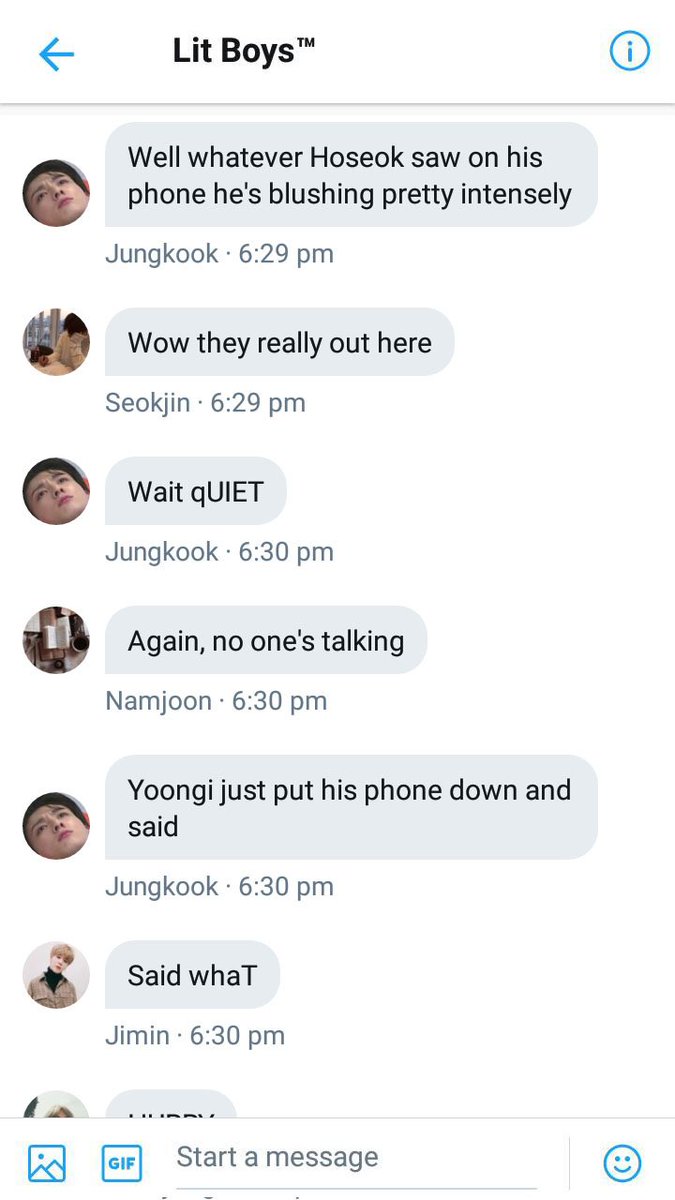 Lit Boys™
Well whatever Hoseok saw on his
phone he's blushing pretty intensely
Jungkook · 6:29 pm
Wow they really out here
Seokjin · 6:29 pm
Wait qUIET
Jungkook · 6:30 pm
Again, no one's talking
Namjoon · 6:30 pm
Yoongi just put his phone down and
said
Jungkook · 6:30 pm
Said whaT
Jimin · 6:30 pm
GIF
Start a message